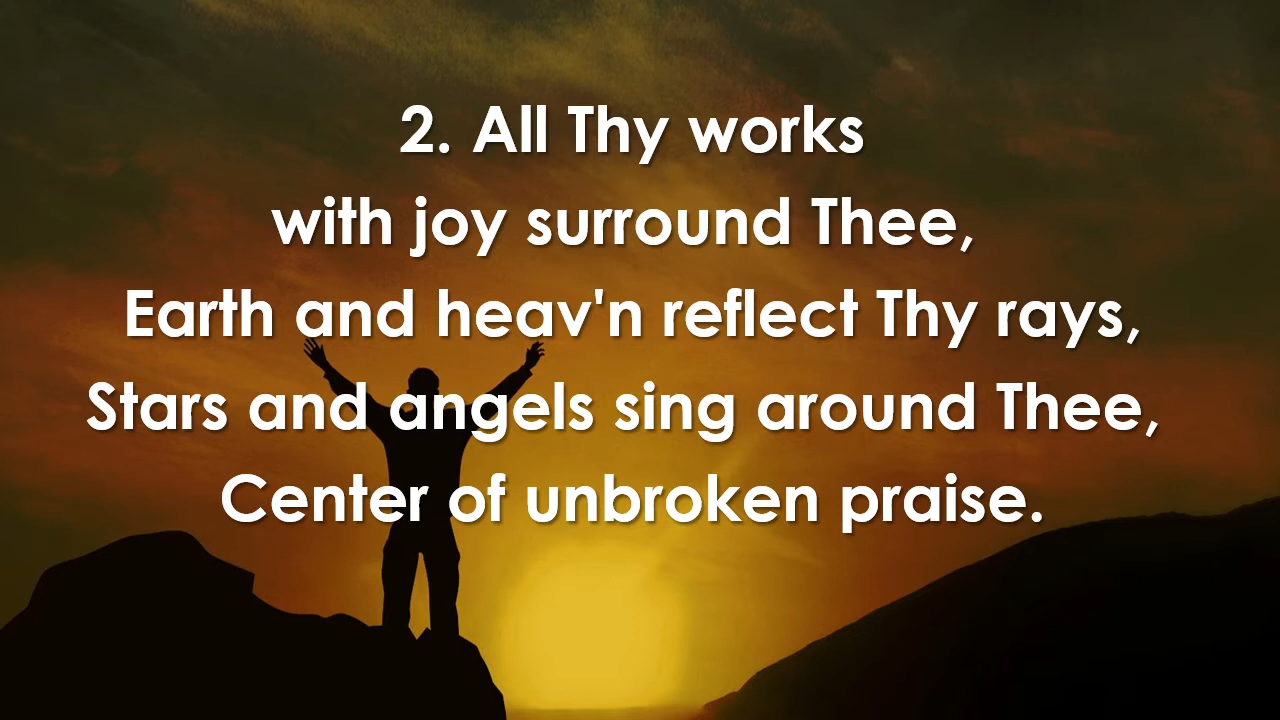 2. All Thy works
with joy surround Thee,
Earth and heav'n reflect Thy rays,
Stars and angels sing around Thee,
Center of unbroken praise.